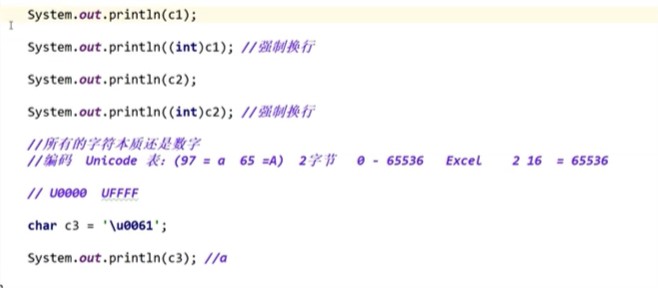 System.out.println(c1);
System.out.println((int)c1); //强制换行
System.out.println(c2);
System.out.println((int)c2); //强制换行
//所有的字符本质还是数字
//编码 Unicode 表：(97 = a 65 =A) 2字节 0 - 65536 Excel 2 16 = 65536
// U0000 UFFFF
char c3 = '\u0061';
System.out.println(c3); //a